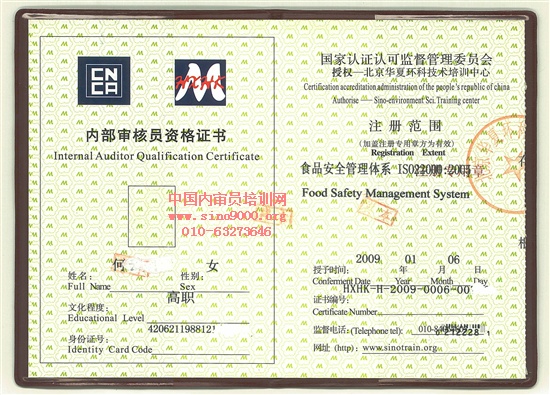 CN
CA
HXHK
M
内部审核员资格证书
Internal Auditor Qualification Certificate
中国内审员培训网
www.sino9000.org
010-63273646
何 女
姓名: 性别:
Full Name Sex
高职
文化程度:
Educational Level
420621198812
身份证号:
Identity Card Code
国家认证认可监督管理委员会
授权—北京华夏环科技术培训中心
Certification accreditation administration of the people's republic of china
Authorise — Sino-environment Sci. Training center
注册范围
(加盖注册专用章方为有效)
Registration Extent
食品安全管理体系 ISO22000:2005
Food Safety Management System
2009 01 06
授予时间: 年 月 日
Conferment Date Year Month Day
HXHK-H-2009-0006-00
证书编号:
Certificate Number
监督电话:(Telephone tel): 010-8
网址 (http): www.sinotrain.org